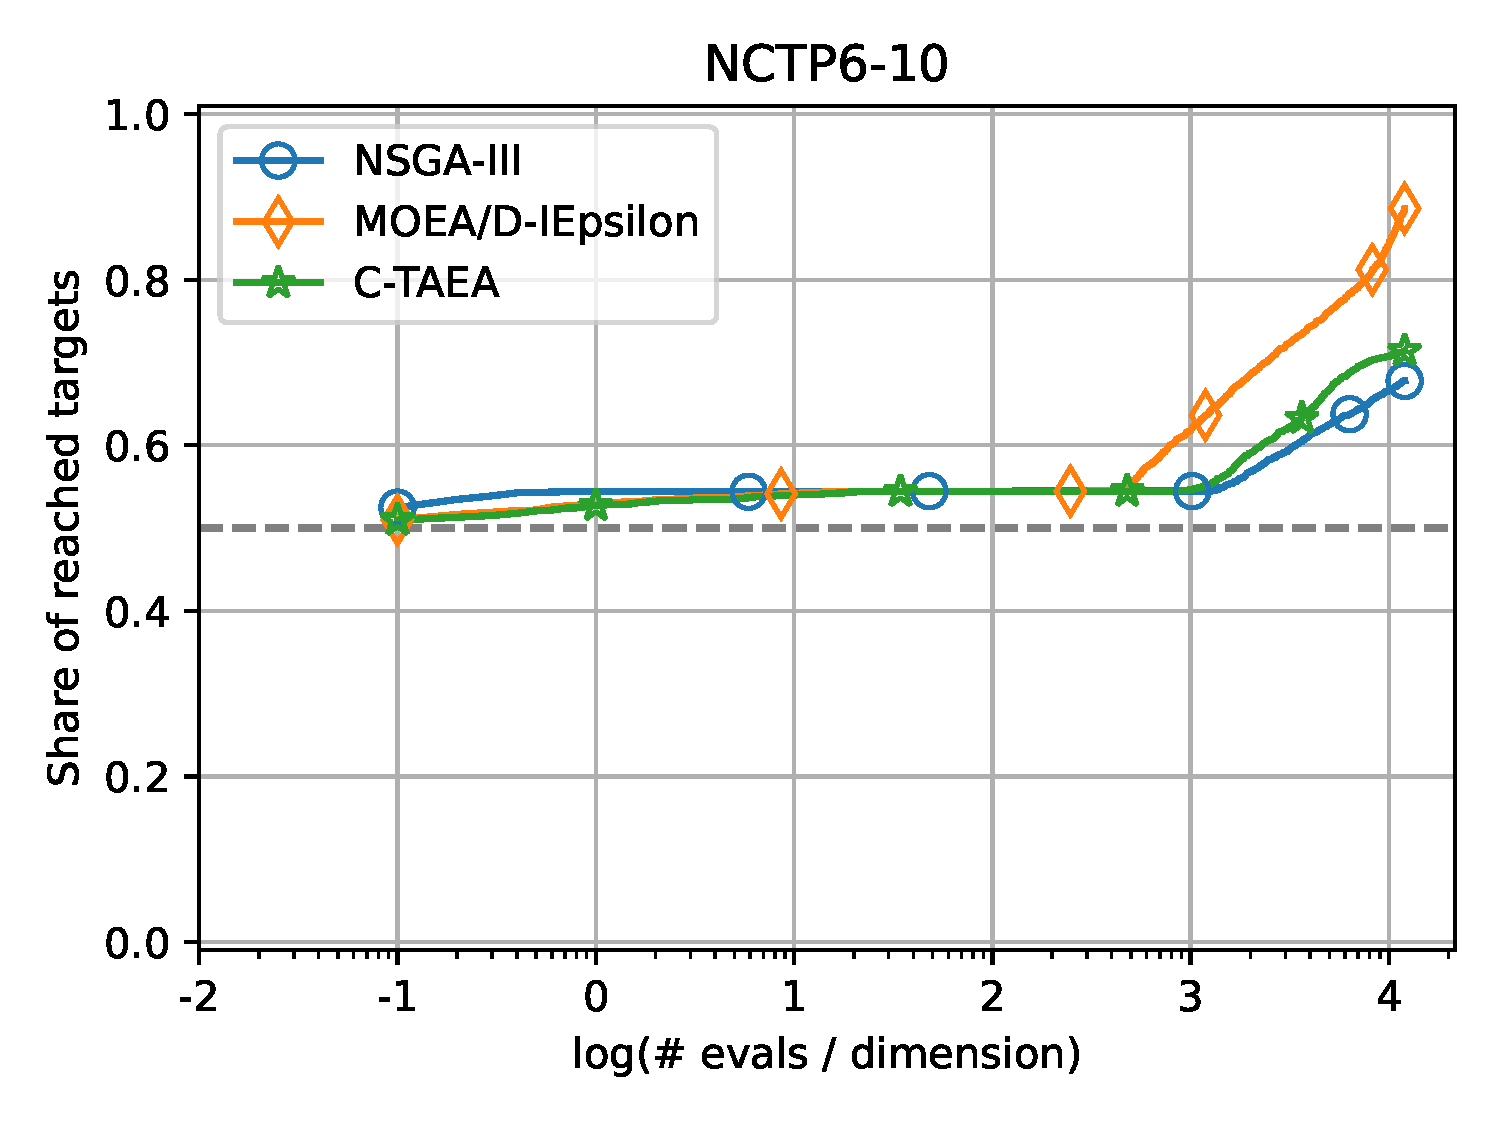 NCTP6-10
1.0
0.8
0.6
0.4
0.2
0.0
Share of reached targets
NSGA-III
MOEA/D-IEpsilon
C-TAEA
-2 -1 0 1 2 3 4
log(# evals / dimension)